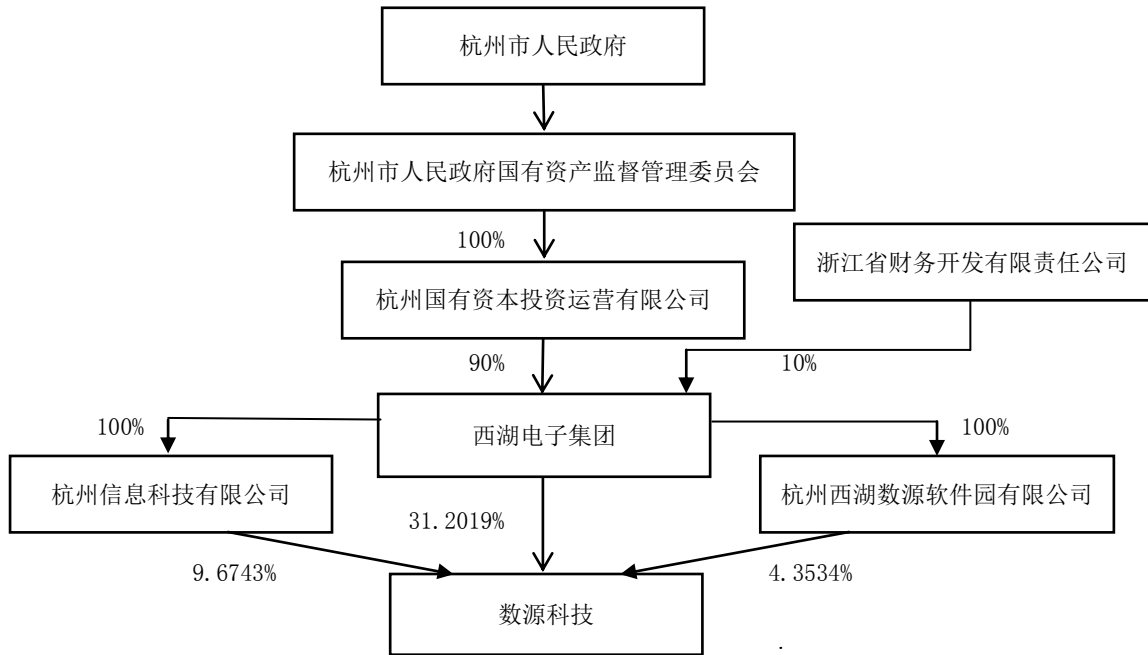 杭州市人民政府
杭州市人民政府国有资产监督管理委员会
100%
浙江省财务开发有限责任公司
杭州国有资本投资运营有限公司
90%
10%
100%
西湖电子集团
100%
杭州信息科技有限公司
杭州西湖数源软件园有限公司
31.2019%
9.6743%
4.3534%
数源科技
.